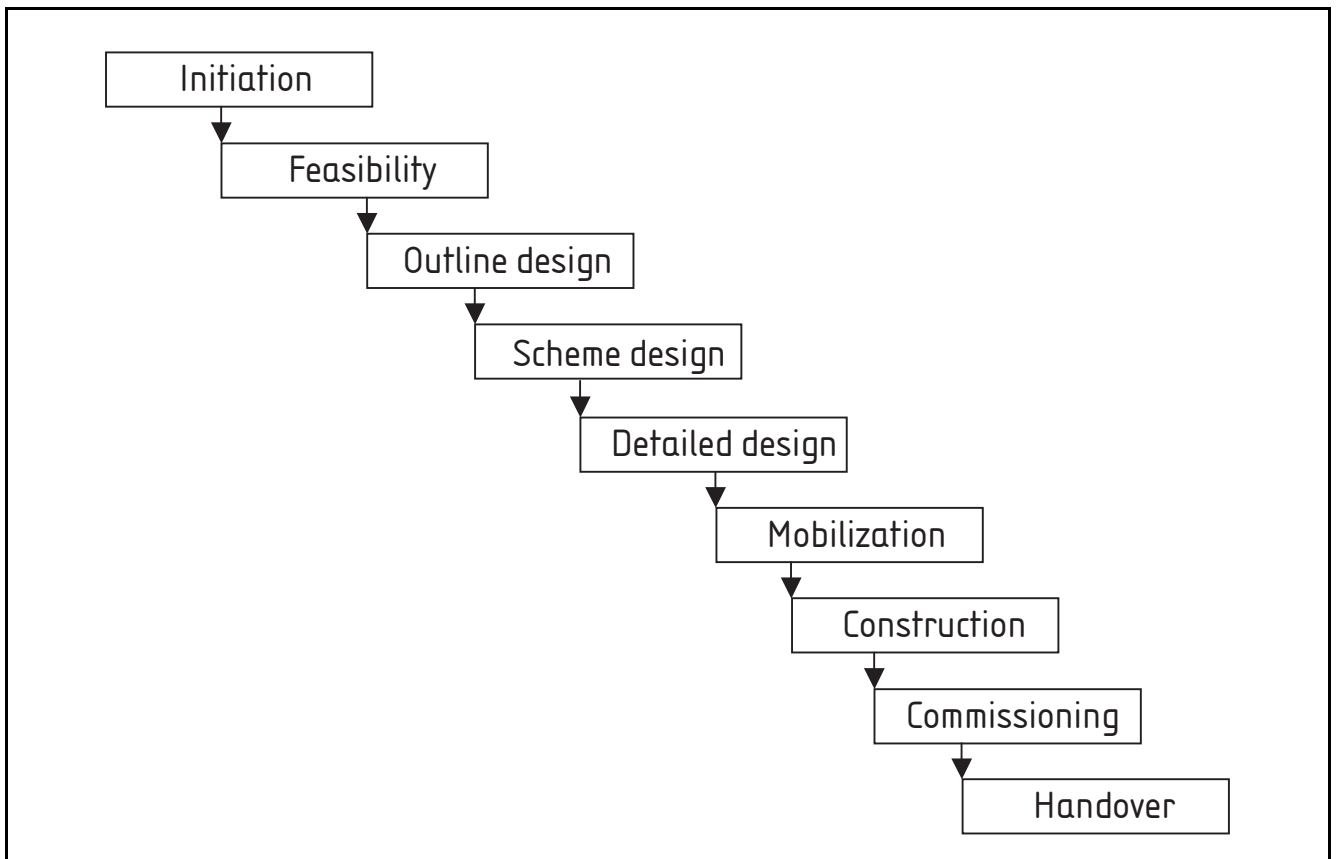 Initiation
Feasibility
Outline design
Scheme design
Detailed design
Mobilization
Construction
Commissioning
Handover